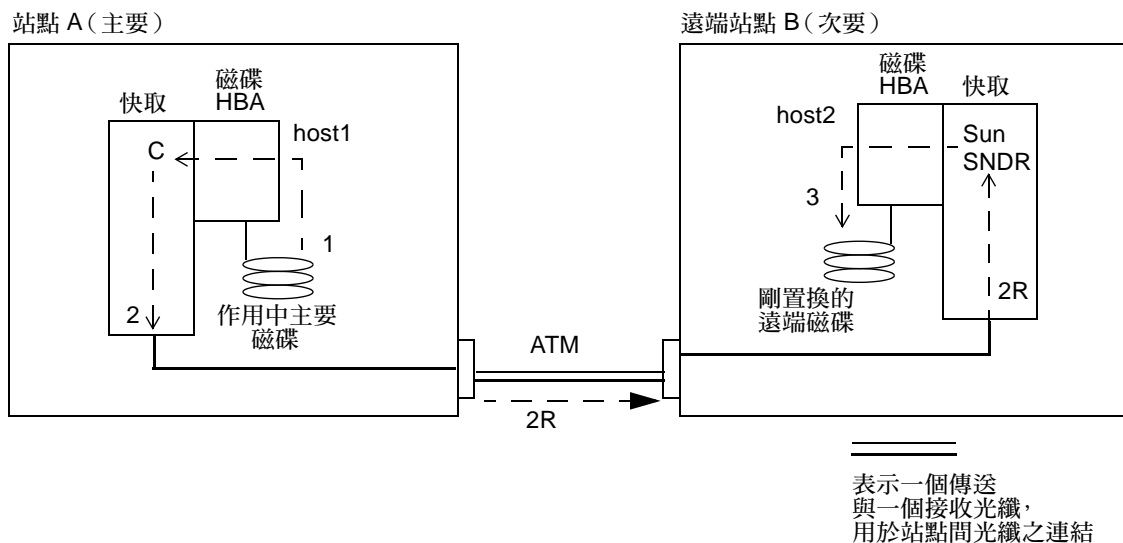 站點 A（主要）
快取
磁碟
HBA
host1
C
1
2
作用中主要
磁碟
ATM
2R
遠端站點 B（次要）
磁碟
HBA
快取
host2
Sun
SNDR
3
2R
剛置換的
遠端磁碟
表示一個傳送
與一個接收光纖，
用於站點間光纖之連結